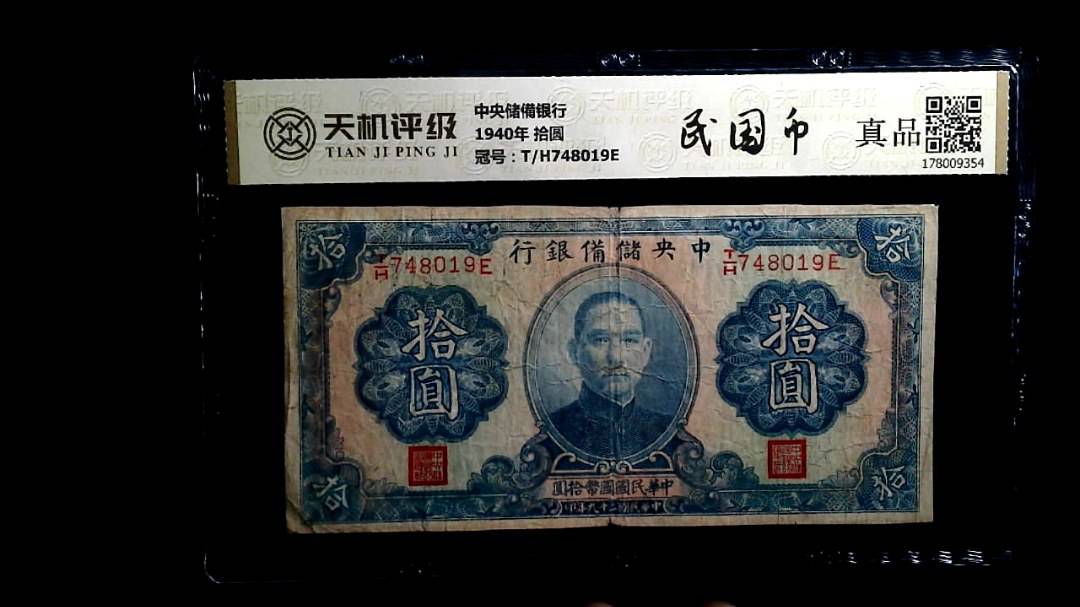 天机评级
TIAN JI PING JI
中央储備银行
1940年 拾圆
冠号：T/H748019E
民国币
真品
178009354
拾
拾
行銀備儲央中
T/H748019E
T/H748019E
拾圓
拾圓
圓拾幣國國民華中
拾
拾